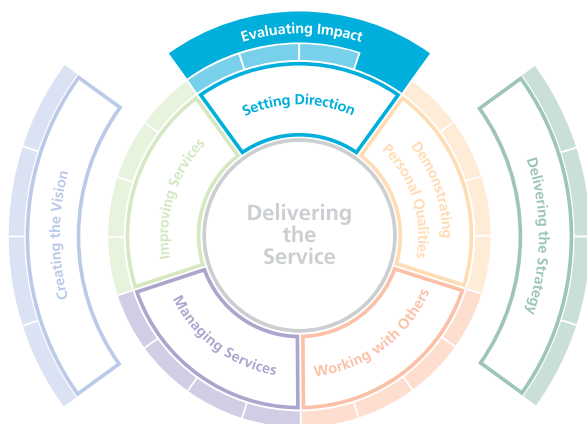 Evaluating Impact
Setting Direction
Improving Services
Demonstrating
Personal Qualities
Creating the Vision
Delivering
the
Service
Delivering the Strategy
Managing Services
Working with Others